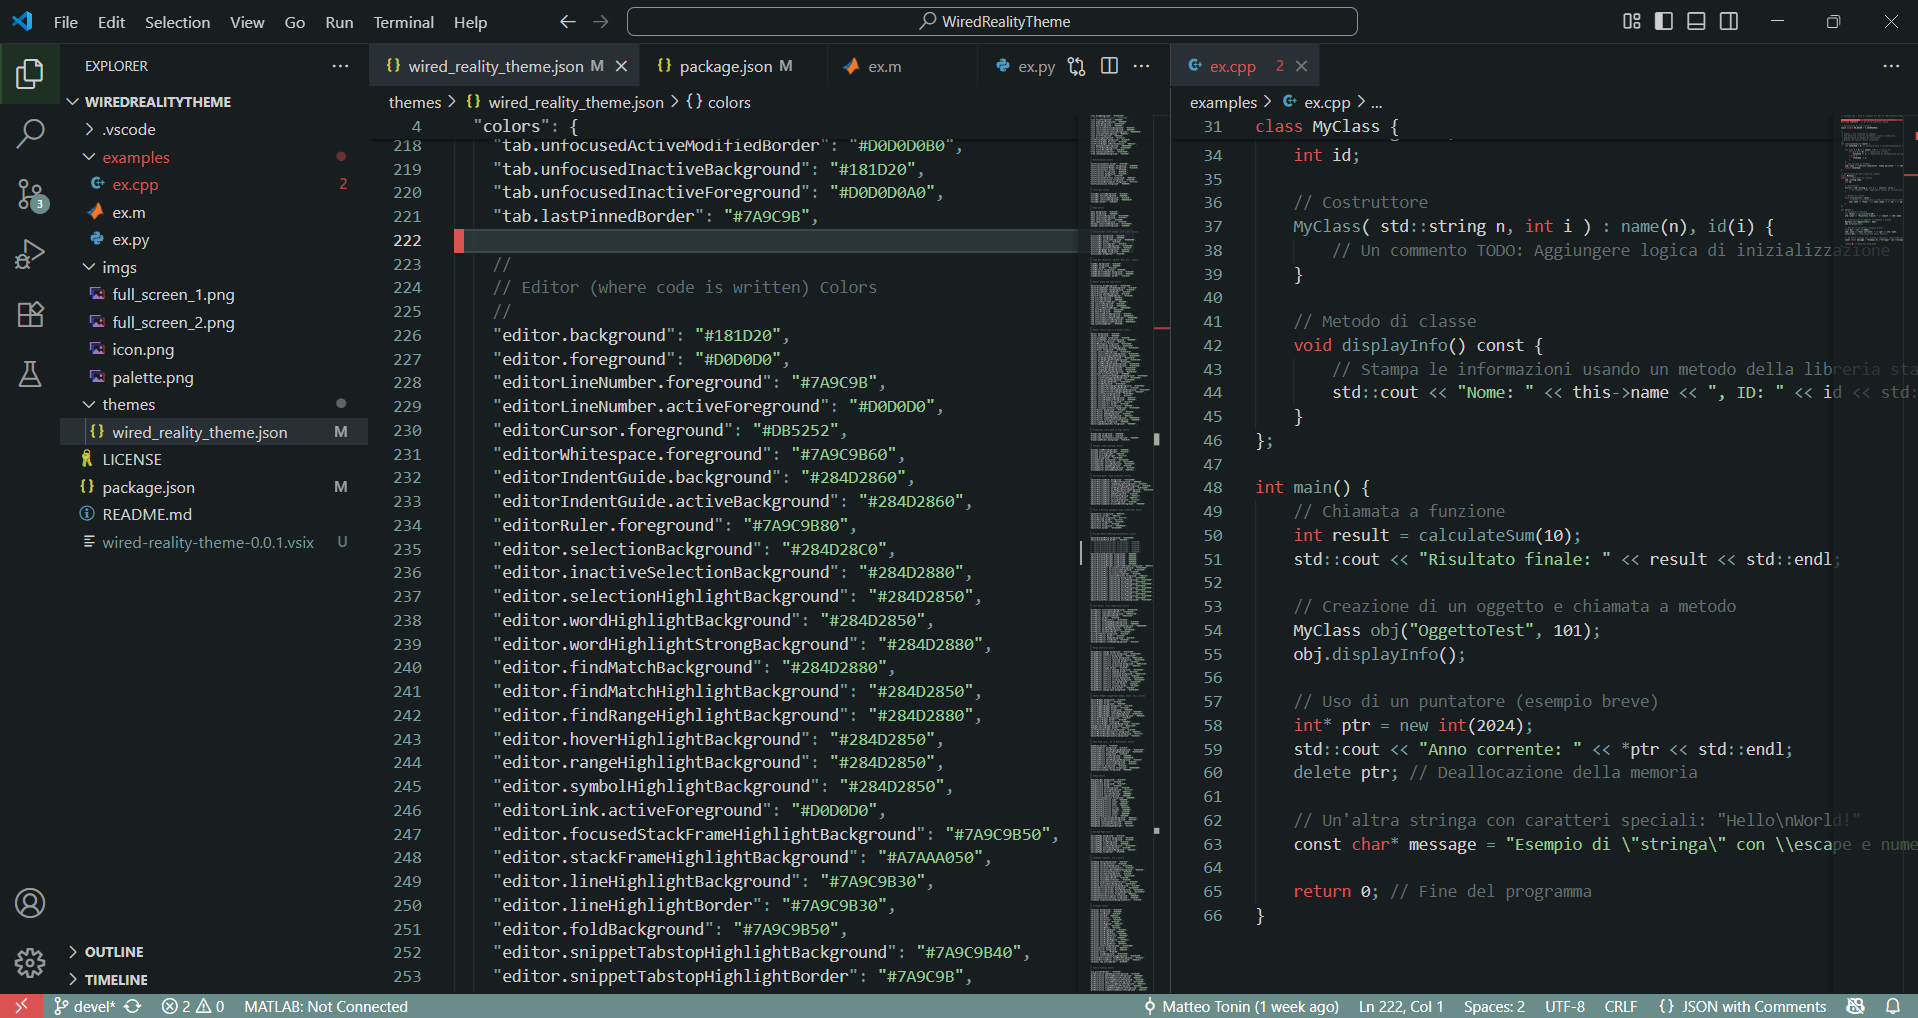 File Edit Selection View Go Run Terminal Help
WiredRealityTheme
EXPLORER
WIREDREALITYTHEME
.vscode
examples
ex.cpp 2
ex.m
ex.py
imgs
full_screen_1.png
full_screen_2.png
icon.png
palette.png
themes
wired_reality_theme.json M
LICENSE
package.json M
README.md
wired-reality-theme-0.0.1.vsix U
OUTLINE
TIMELINE
3
wired_reality_theme.json M
package.json M
ex.m
ex.py
themes > {} wired_reality_theme.json > {} colors
4 "colors": {
218 "tab.unfocusedActiveModifiedBorder": "#D0D0D0B0",
219 "tab.unfocusedInactiveBackground": "#181D20",
220 "tab.unfocusedInactiveForeground": "#D0D0D0A0",
221 "tab.lastPinnedBorder": "#7A9C9B",
222
223 //
224 // Editor (where code is written) Colors
225 //
226 "editor.background": "#181D20",
227 "editor.foreground": "#D0D0D0",
228 "editorLineNumber.foreground": "#7A9C9B",
229 "editorLineNumber.activeForeground": "#D0D0D0",
230 "editorCursor.foreground": "#DB5252",
231 "editorWhitespace.foreground": "#7A9C9B60",
232 "editorIndentGuide.background": "#284D2860",
233 "editorIndentGuide.activeBackground": "#284D2860",
234 "editorRuler.foreground": "#7A9C9B80",
235 "editor.selectionBackground": "#284D28C0",
236 "editor.inactiveSelectionBackground": "#284D2880",
237 "editor.selectionHighlightBackground": "#284D2850",
238 "editor.wordHighlightBackground": "#284D2850",
239 "editor.wordHighlightStrongBackground": "#284D2880",
240 "editor.findMatchBackground": "#284D2880",
241 "editor.findMatchHighlightBackground": "#284D2850",
242 "editor.findRangeHighlightBackground": "#284D2880",
243 "editor.hoverHighlightBackground": "#284D2850",
244 "editor.rangeHighlightBackground": "#284D2850",
245 "editor.symbolHighlightBackground": "#284D2850",
246 "editorLink.activeForeground": "#D0D0D0",
247 "editor.focusedStackFrameHighlightBackground": "#7A9C9B50",
248 "editor.stackFrameHighlightBackground": "#A7AAA050",
249 "editor.lineHighlightBackground": "#7A9C9B30",
250 "editor.lineHighlightBorder": "#7A9C9B30",
251 "editor.foldBackground": "#7A9C9B50",
252 "editor.snippetTabstopHighlightBackground": "#7A9C9B40",
253 "editor.snippetTabstopHighlightBorder": "#7A9C9B",
ex.cpp 2
examples > ex.cpp > ...
31 class MyClass {
34 int id;
35
36 // Costruttore
37 MyClass( std::string n, int i ) : name(n), id(i) {
38 // Un commento TODO: Aggiungere logica di inizializzazione
39 }
40
41 // Metodo di classe
42 void displayInfo() const {
43 // Stampa le informazioni usando un metodo della libreria sta
44 std::cout << "Nome: " << this->name << ", ID: " << id << std:
45 }
46 };
47
48 int main() {
49 // Chiamata a funzione
50 int result = calculateSum(10);
51 std::cout << "Risultato finale: " << result << std::endl;
52
53 // Creazione di un oggetto e chiamata a metodo
54 MyClass obj("OggettoTest", 101);
55 obj.displayInfo();
56
57 // Uso di un puntatore (esempio breve)
58 int* ptr = new int(2024);
59 std::cout << "Anno corrente: " << *ptr << std::endl;
60 delete ptr; // Deallocazione della memoria
61
62 // Un'altra stringa con caratteri speciali: "Hello\nWorld!"
63 const char* message = "Esempio di \"stringa\" con \\escape e nume
64
65 return 0; // Fine del programma
66 }
devel* 2 0 MATLAB: Not Connected
Matteo Tonin (1 week ago) Ln 222, Col 1 Spaces: 2 UTF-8 CRLF {} JSON with Comments